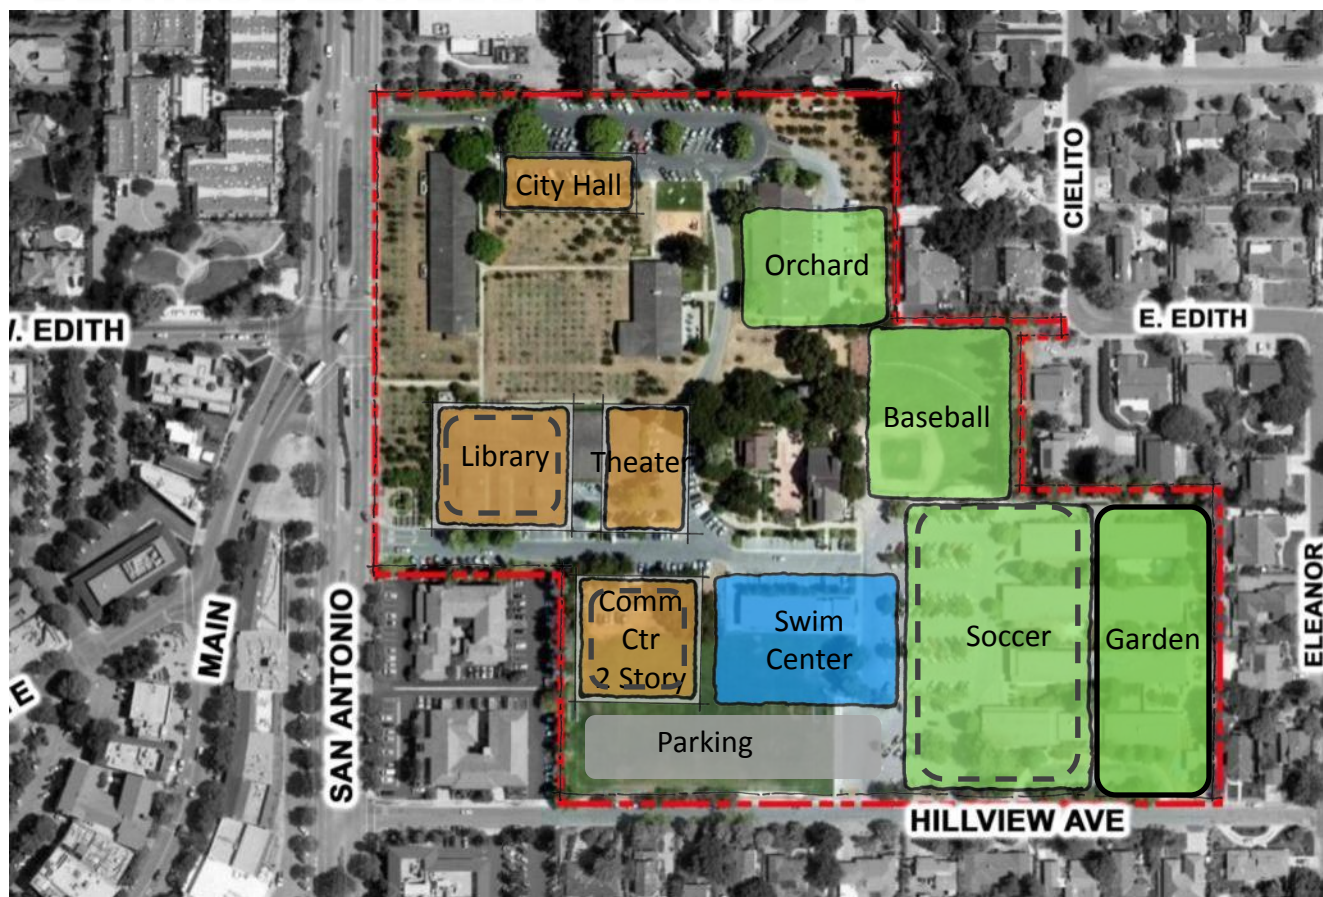 City Hall
CIELITO
Orchard
E. EDITH
W. EDITH
Baseball
Library
Theater
Comm
Ctr
2 Story
Swim
Center
Soccer
Garden
ELEANOR
MAIN
SAN ANTONIO
Parking
HILLVIEW AVE